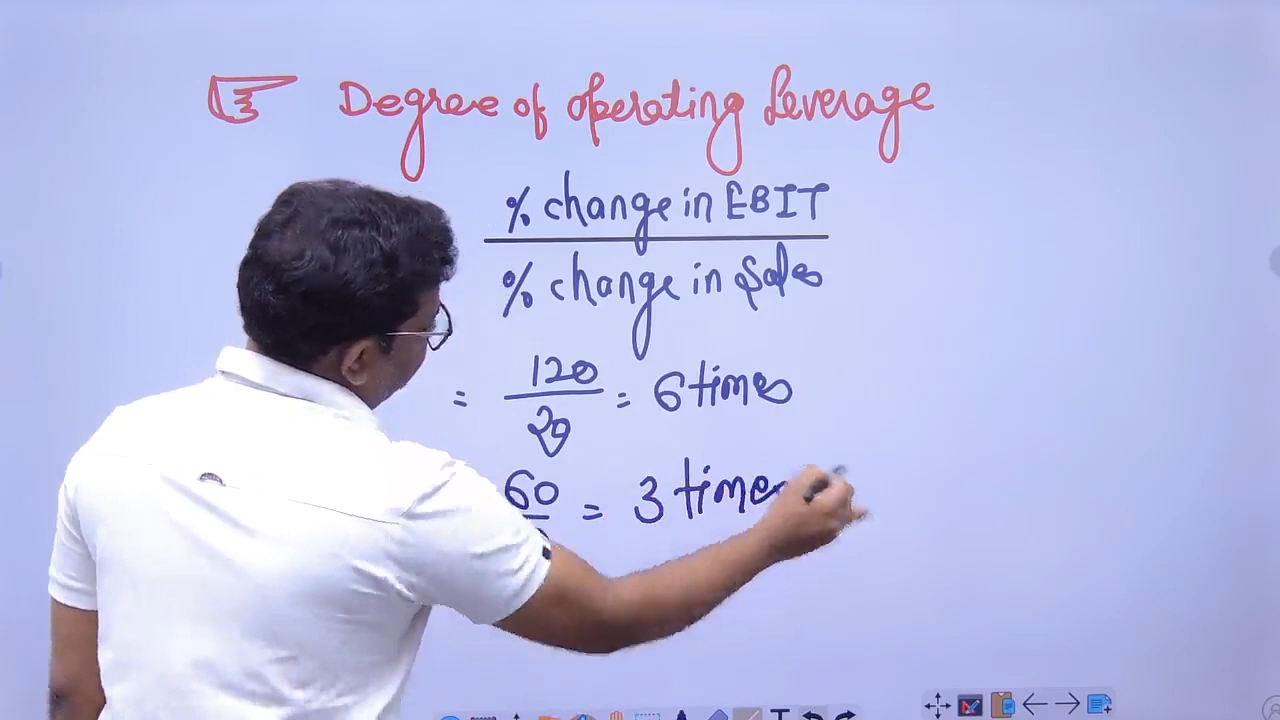 Degree of operating Leverage
% change in EBIT
% change in Sales
= 120 / 20 = 6 times
60 = 3 times